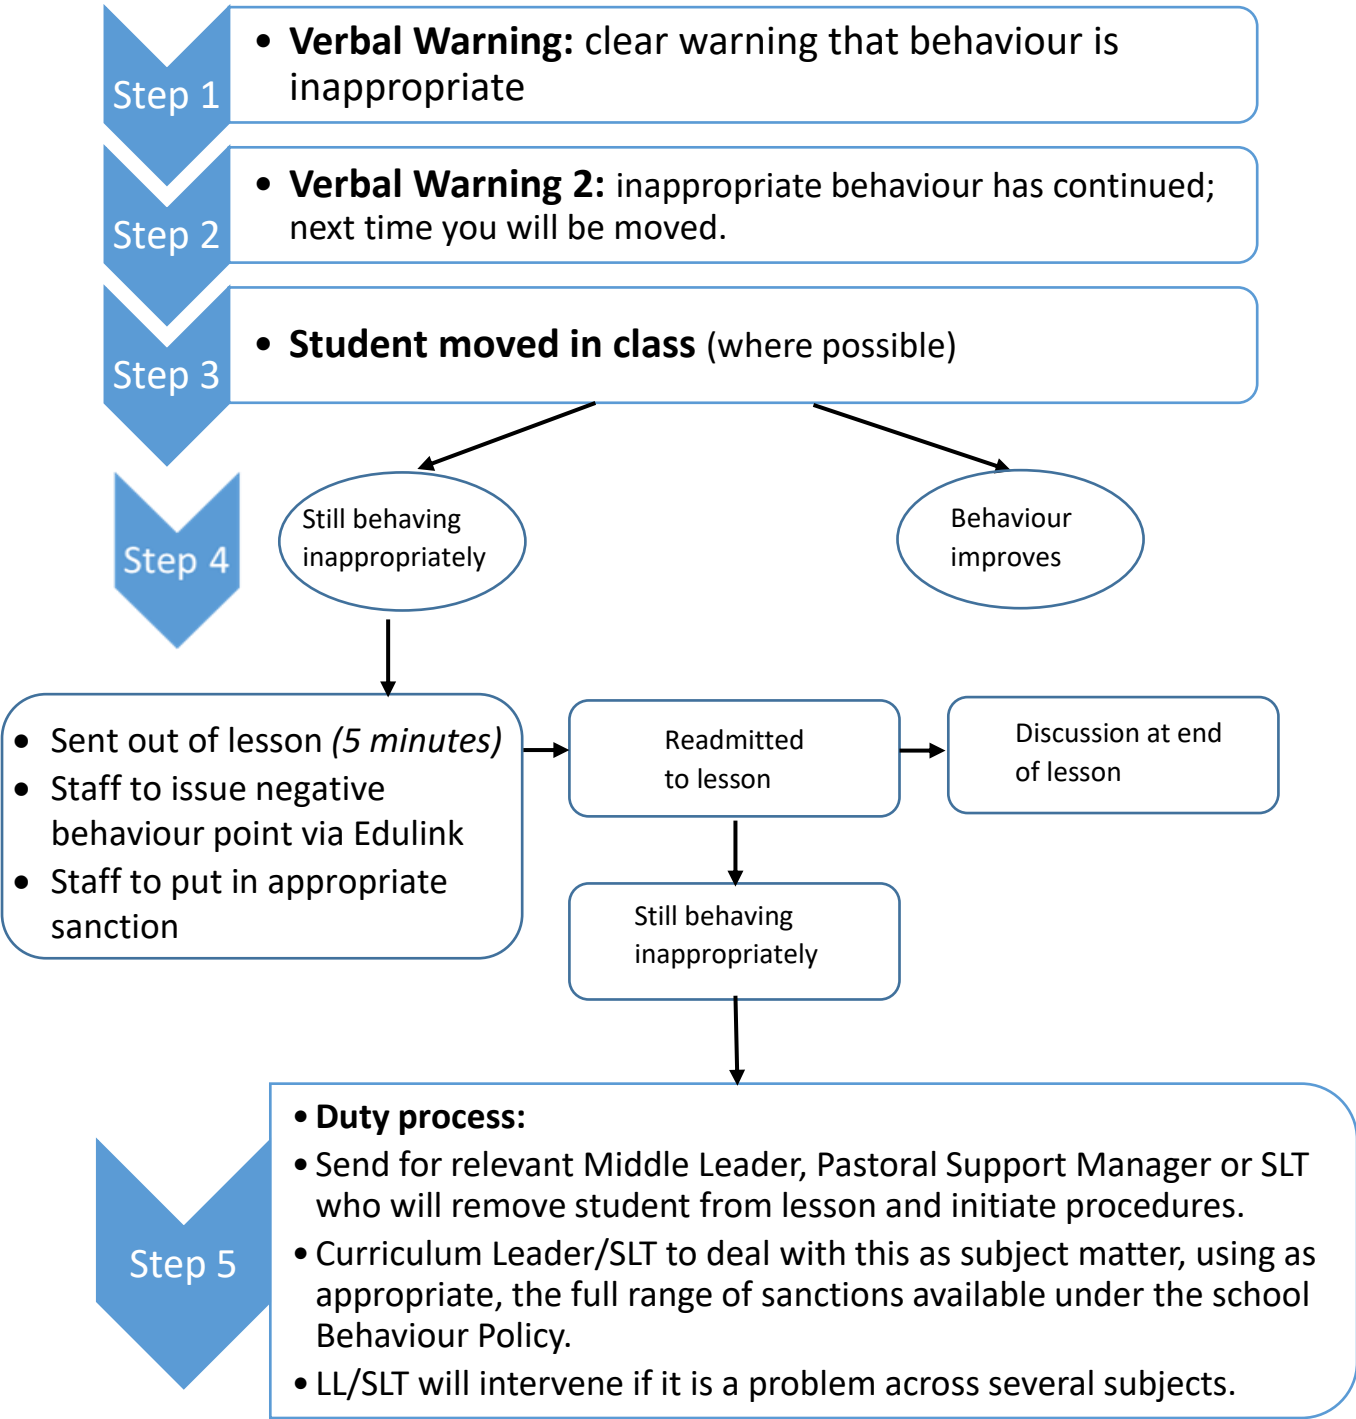 Step 1
• Verbal Warning: clear warning that behaviour is
inappropriate
Step 2
• Verbal Warning 2: inappropriate behaviour has continued;
next time you will be moved.
Step 3
• Student moved in class (where possible)
Step 4
Still behaving
inappropriately
Behaviour
improves
• Sent out of lesson (5 minutes)
• Staff to issue negative
behaviour point via Edulink
• Staff to put in appropriate
sanction
Readmitted
to lesson
Discussion at end
of lesson
Still behaving
inappropriately
Step 5
• Duty process:
• Send for relevant Middle Leader, Pastoral Support Manager or SLT
who will remove student from lesson and initiate procedures.
• Curriculum Leader/SLT to deal with this as subject matter, using as
appropriate, the full range of sanctions available under the school
Behaviour Policy.
• LL/SLT will intervene if it is a problem across several subjects.